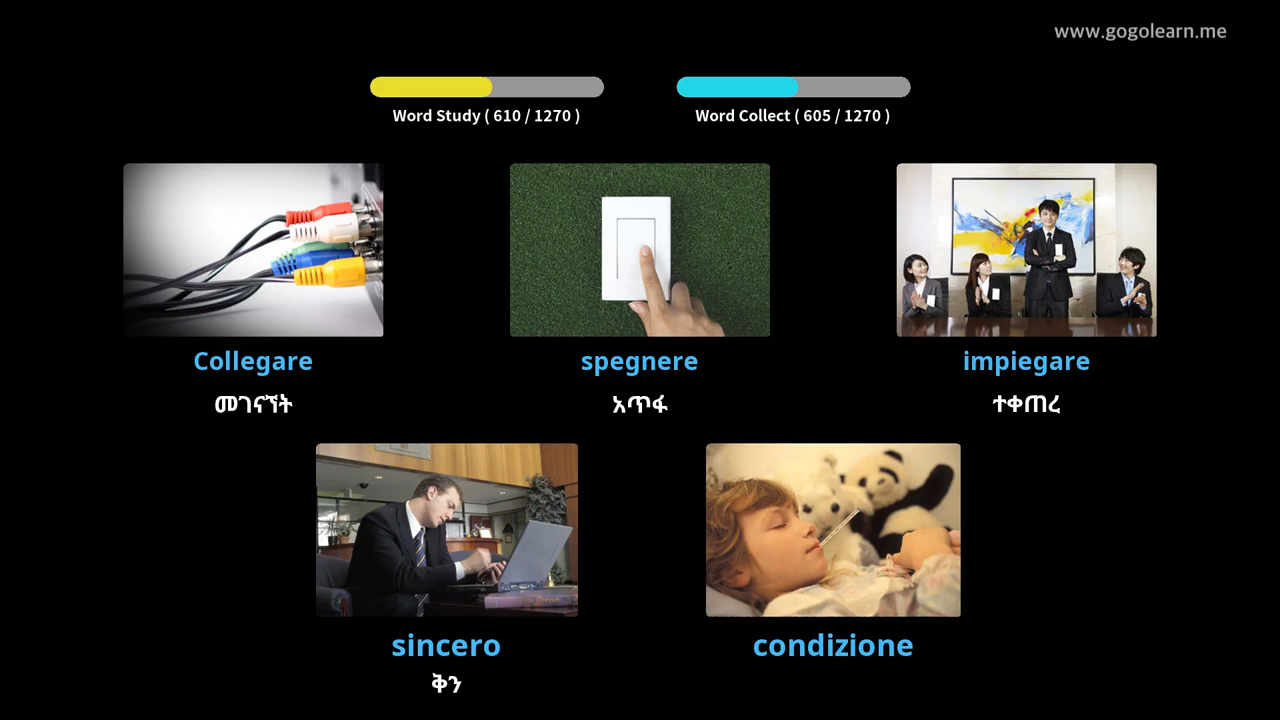 www.gogolearn.me
Word Study ( 610 / 1270 )
Word Collect ( 605 / 1270 )
Collegare
መገናኘት
spegnere
አጥፋ
impiegare
ተቀጠረ
sincero
ቅን
condizione